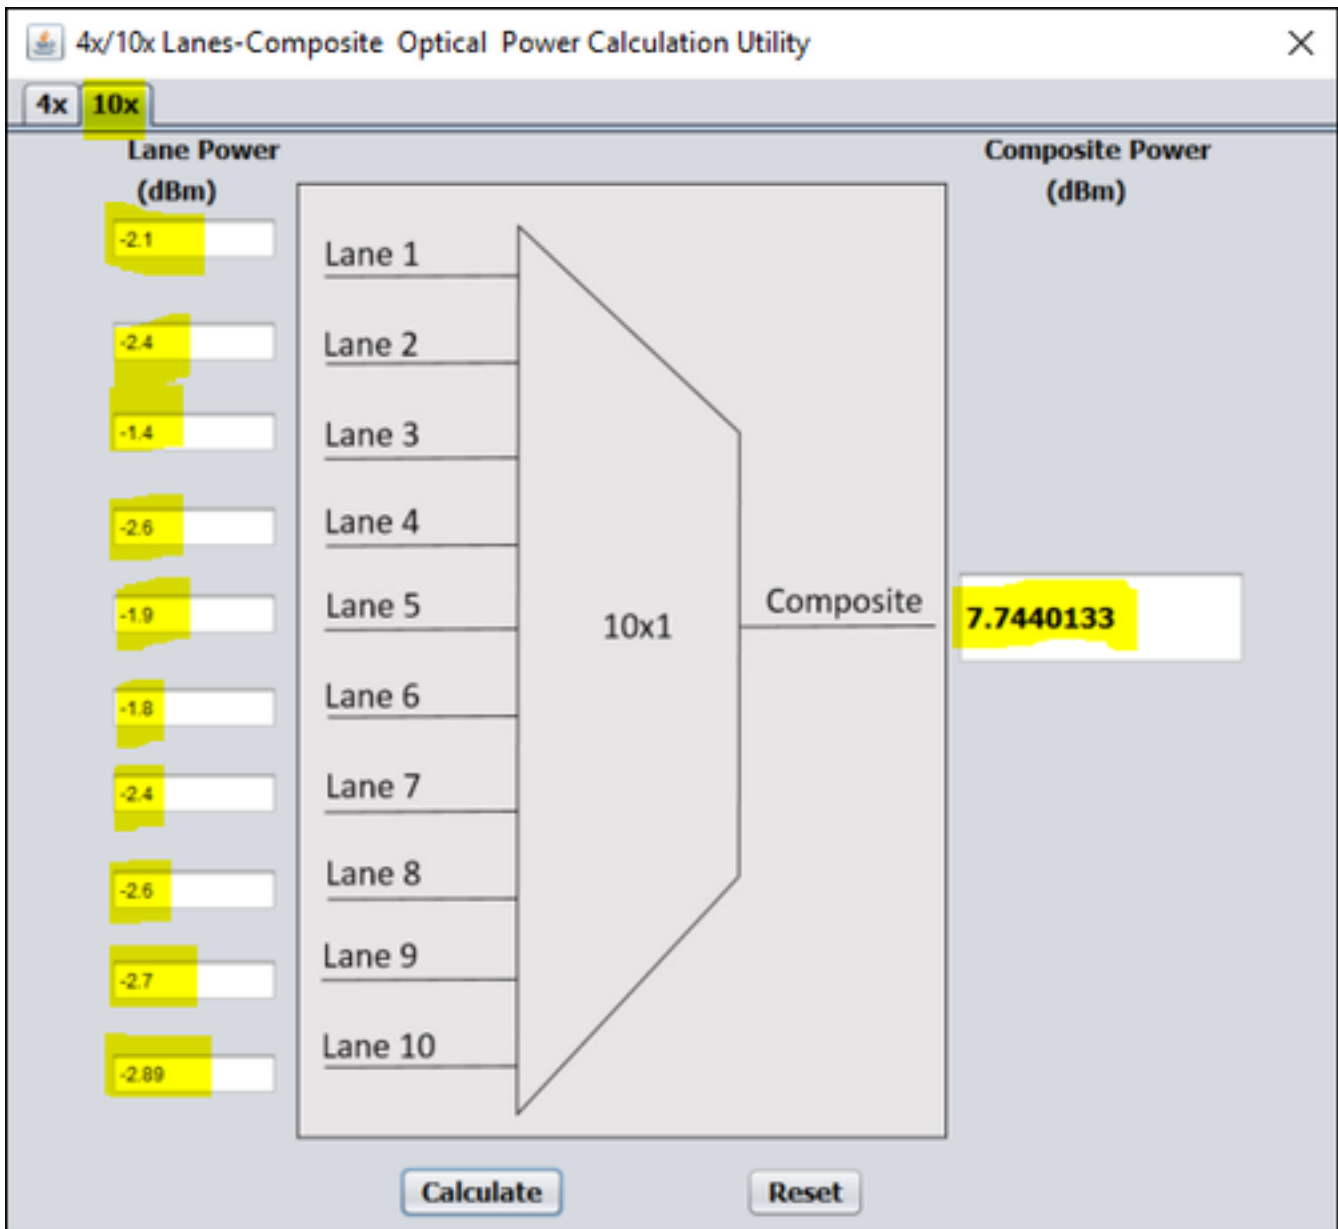 4x/10x Lanes-Composite Optical Power Calculation Utility
4x 10x
Lane Power
(dBm)
Composite Power
(dBm)
-2.1
Lane 1
-2.4
Lane 2
-1.4
Lane 3
-2.6
Lane 4
-1.9
Lane 5
10x1
Composite
7.7440133
-1.8
Lane 6
-2.4
Lane 7
-2.6
Lane 8
-2.7
Lane 9
-2.89
Lane 10
Calculate
Reset